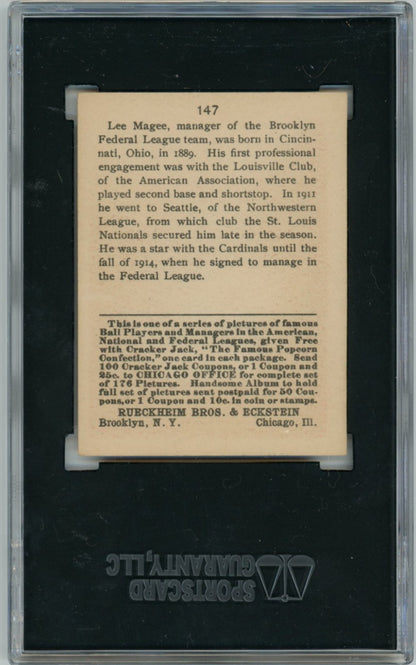 147
Lee Magee, manager of the Brooklyn
Federal League team, was born in Cincin-
nati, Ohio, in 1889. His first professional
engagement was with the Louisville Club,
of the American Association, where he
played second base and shortstop. In 1911
he went to Seattle, of the Northwestern
League, from which club the St. Louis
Nationals secured him late in the season.
He was a star with the Cardinals until the
fall of 1914, when he signed to manage in
the Federal League.
This is one of a series of pictures of famous
Ball Players and Managers in the American,
National and Federal Leagues, given Free
with Cracker Jack, "The Famous Popcorn
Confection," one card in each package. Send
100 Cracker Jack Coupons, or 1 Coupon and
25c. to CHICAGO OFFICE for complete set
of 176 Pictures. Handsome Album to hold
full set of pictures sent postpaid for 50 Cou-
pons, or 1 Coupon and 10c. in coin or stamps.
RUECKHEIM BROS. & ECKSTEIN
Brooklyn, N. Y. Chicago, Ill.
SPORTSCARD
GUARANTY, LLC